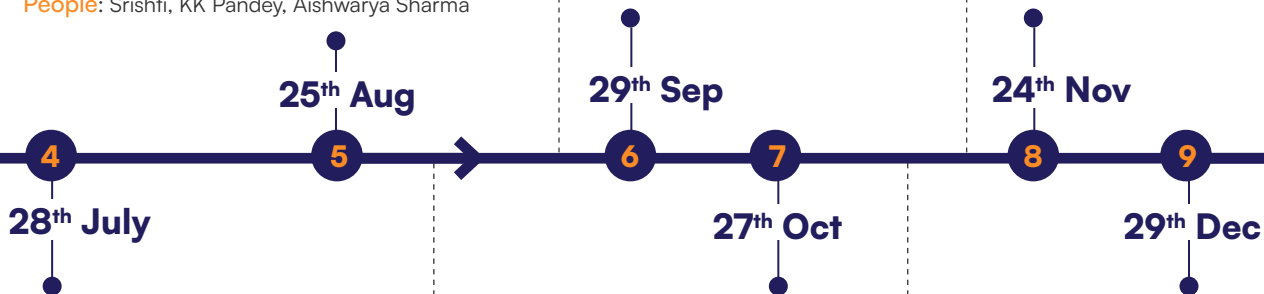 People: Srishti, KK Pandey, Aishwarya Sharma
25th Aug
29th Sep
24th Nov
4 5 6 7 8 9
28th July
27th Oct
29th Dec